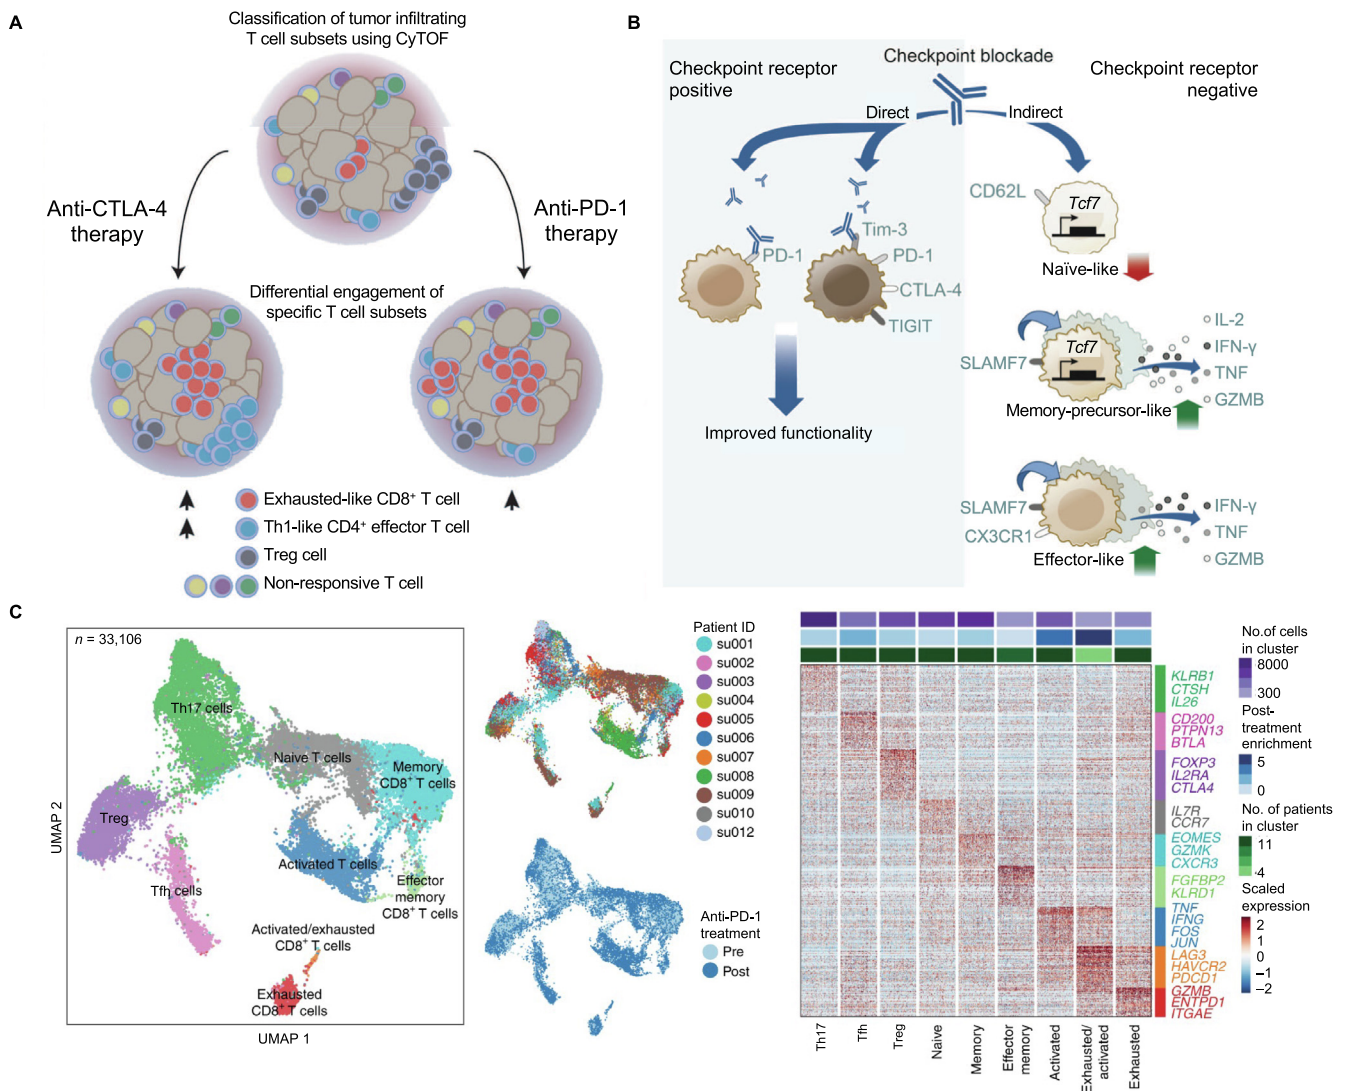 A
Classification of tumor infiltrating
T cell subsets using CyTOF
Anti-CTLA-4
therapy
Anti-PD-1
therapy
Differential engagement of
specific T cell subsets
Exhausted-like CD8⁺ T cell
Th1-like CD4⁺ effector T cell
Treg cell
Non-responsive T cell
B
Checkpoint blockade
Checkpoint receptor
positive
Checkpoint receptor
negative
Direct
Indirect
CD62L
Tcf7
Naïve-like
Tim-3
PD-1
PD-1
CTLA-4
TIGIT
Improved functionality
SLAMF7
Tcf7
IL-2
IFN-γ
TNF
GZMB
Memory-precursor-like
SLAMF7
CX3CR1
IFN-γ
TNF
GZMB
Effector-like
C
n = 33,106
Th17 cells
Naive T cells
Memory
CD8⁺ T cells
Treg
Activated T cells
Tfh cells
Effector
memory
CD8⁺ T cells
Activated/exhausted
CD8⁺ T cells
Exhausted
CD8⁺ T cells
UMAP 2
UMAP 1
Patient ID
su001
su002
su003
su004
su005
su006
su007
su008
su009
su010
su012
Anti-PD-1
treatment
Pre
Post
KLRB1
CTSH
IL26
CD200
PTPN13
BTLA
FOXP3
IL2RA
CTLA4
IL7R
CCR7
EOMES
GZMK
CXCR3
FGFBP2
KLRD1
TNF
IFNG
FOS
JUN
LAG3
HAVCR2
PDCD1
GZMB
ENTPD1
ITGAE
Th17
Tfh
Treg
Naive
Memory
Effector
memory
Activated
Exhausted/
activated
Exhausted
No.of cells
in cluster
8000
300
Post-
treatment
enrichment
5
0
No. of patients
in cluster
11
-4
Scaled
expression
2
1
0
−1
−2